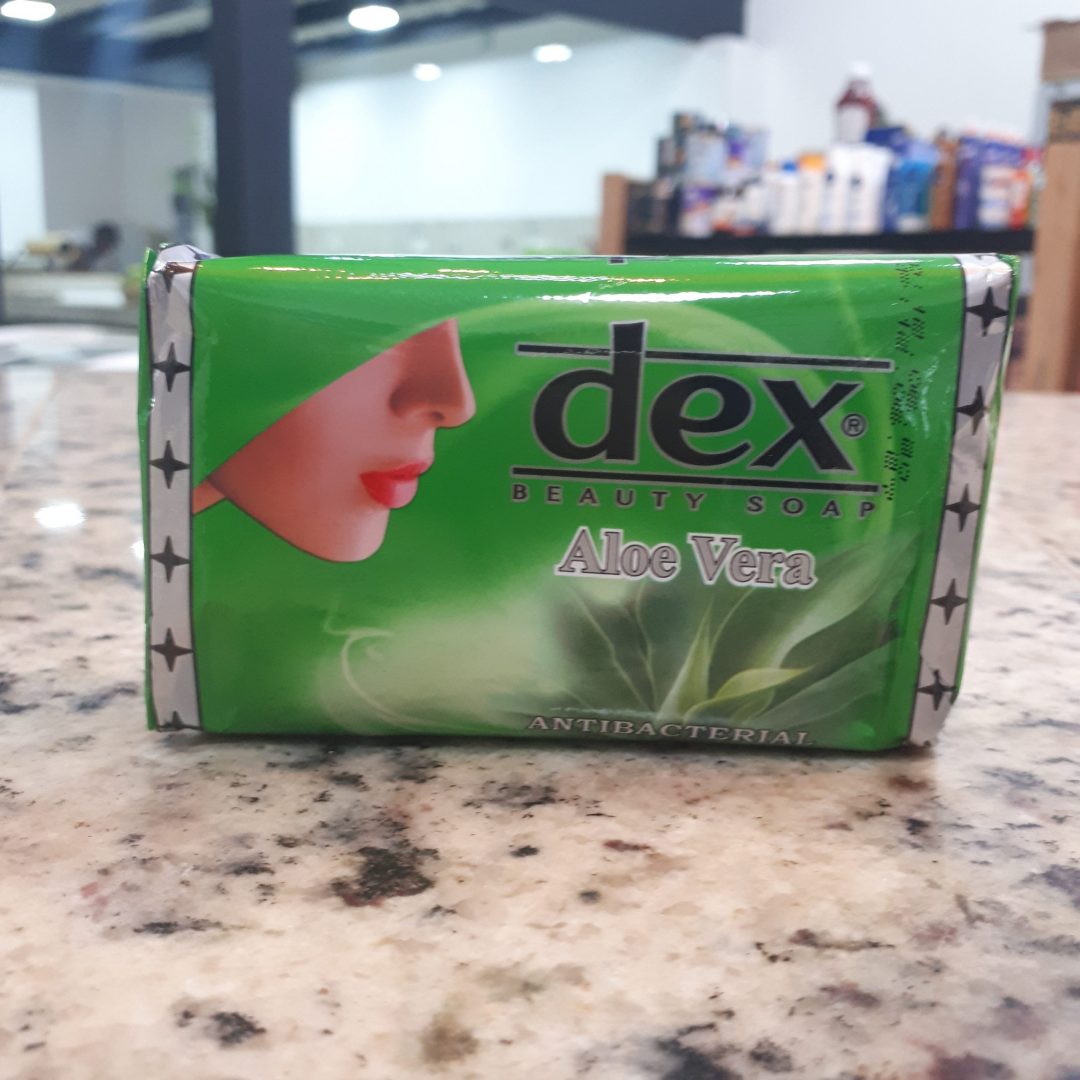 dex®
BEAUTY SOAP
Aloe Vera
ANTIBACTERIAL